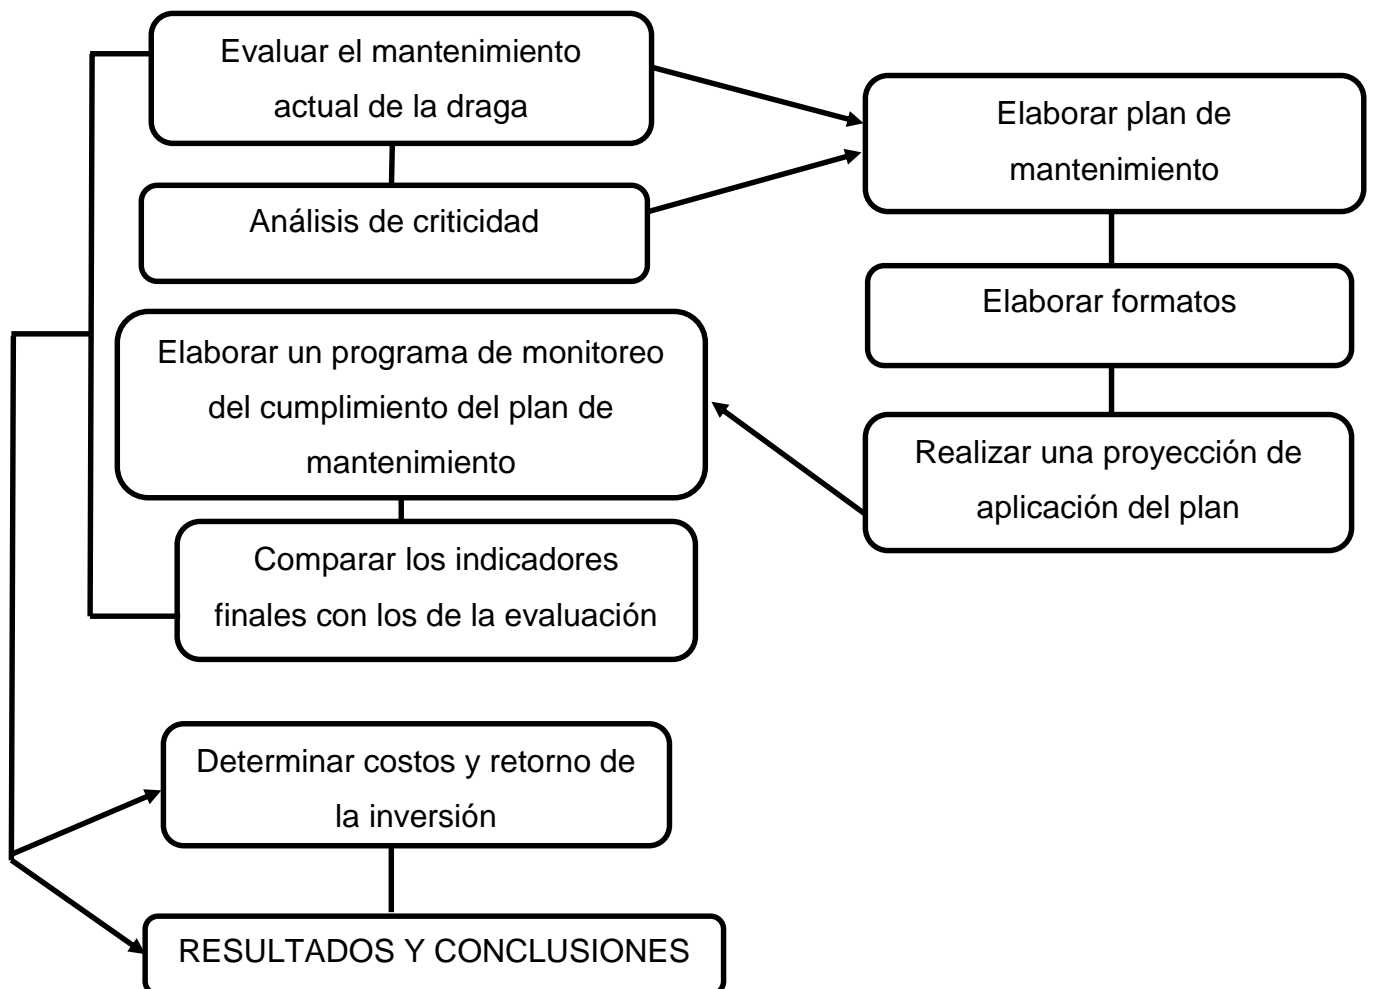 Evaluar el mantenimiento
actual de la draga
Análisis de criticidad
Elaborar plan de
mantenimiento
Elaborar formatos
Realizar una proyección de
aplicación del plan
Elaborar un programa de monitoreo
del cumplimiento del plan de
mantenimiento
Comparar los indicadores
finales con los de la evaluación
Determinar costos y retorno de
la inversión
RESULTADOS Y CONCLUSIONES